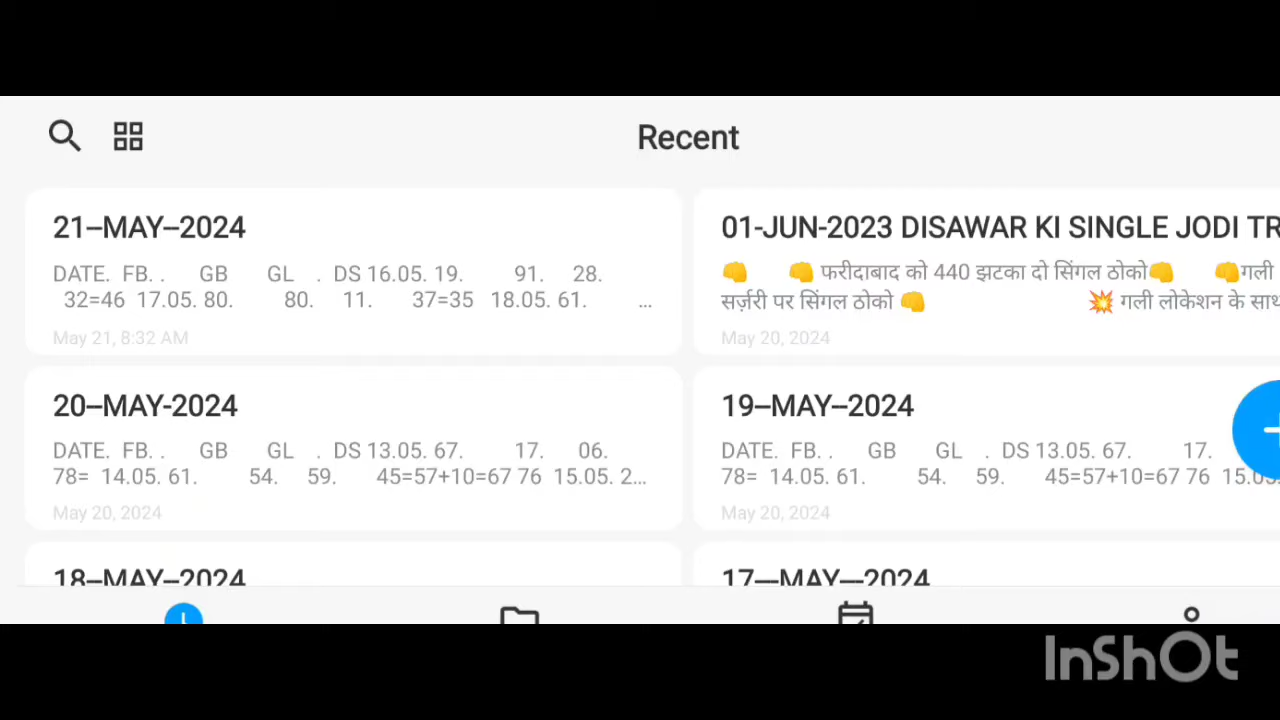 Recent
21--MAY--2024
DATE. FB. . GB GL . DS 16.05. 19. 91. 28.
32=46 17.05. 80. 80. 11. 37=35 18.05. 61. ...
May 21, 8:32 AM
01-JUN-2023 DISAWAR KI SINGLE JODI TR
👊 👊 फरीदाबाद को 440 झटका दो सिंगल ठोको👊 👊गली
सर्ज़री पर सिंगल ठोको 👊 💥 गली लोकेशन के साथ
May 20, 2024
20--MAY-2024
DATE. FB. . GB GL . DS 13.05. 67. 17. 06.
78= 14.05. 61. 54. 59. 45=57+10=67 76 15.05. 2...
May 20, 2024
19--MAY--2024
DATE. FB. . GB GL . DS 13.05. 67. 17.
78= 14.05. 61. 54. 59. 45=57+10=67 76 15.05.
May 20, 2024
18--MAY--2024
17---MAY---2024
InShOt